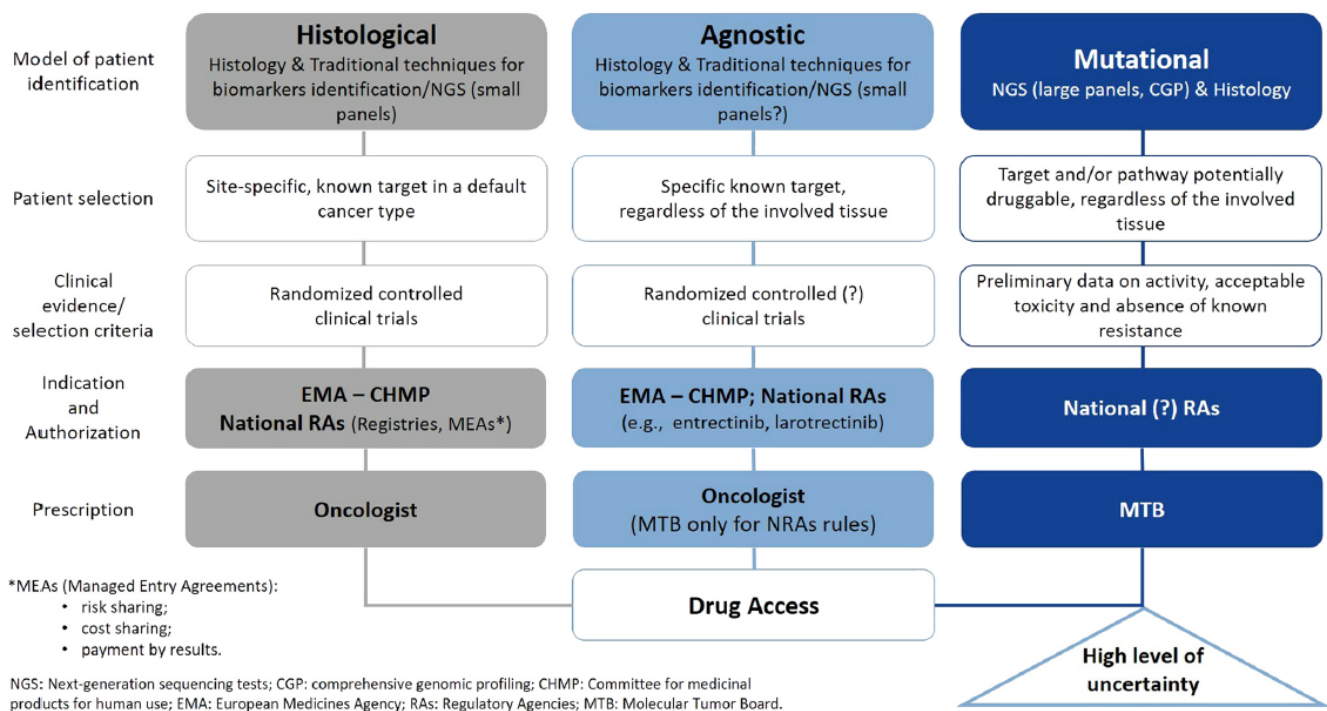 Model of patient
identification
Histological
Histology & Traditional techniques for
biomarkers identification/NGS (small
panels)
Agnostic
Histology & Traditional techniques for
biomarkers identification/NGS (small
panels?)
Mutational
NGS (large panels, CGP) & Histology
Patient selection
Site-specific, known target in a default
cancer type
Specific known target,
regardless of the involved tissue
Target and/or pathway potentially
druggable, regardless of the involved
tissue
Clinical
evidence/
selection criteria
Randomized controlled
clinical trials
Randomized controlled (?)
clinical trials
Preliminary data on activity, acceptable
toxicity and absence of known
resistance
Indication
and
Authorization
EMA – CHMP
National RAs (Registries, MEAs*)
EMA – CHMP; National RAs
(e.g., entrectinib, larotrectinib)
National (?) RAs
Prescription
Oncologist
Oncologist
(MTB only for NRAs rules)
MTB
*MEAs (Managed Entry Agreements):
• risk sharing;
• cost sharing;
• payment by results.
Drug Access
High level of
uncertainty
NGS: Next-generation sequencing tests; CGP: comprehensive genomic profiling; CHMP: Committee for medicinal
products for human use; EMA: European Medicines Agency; RAs: Regulatory Agencies; MTB: Molecular Tumor Board.